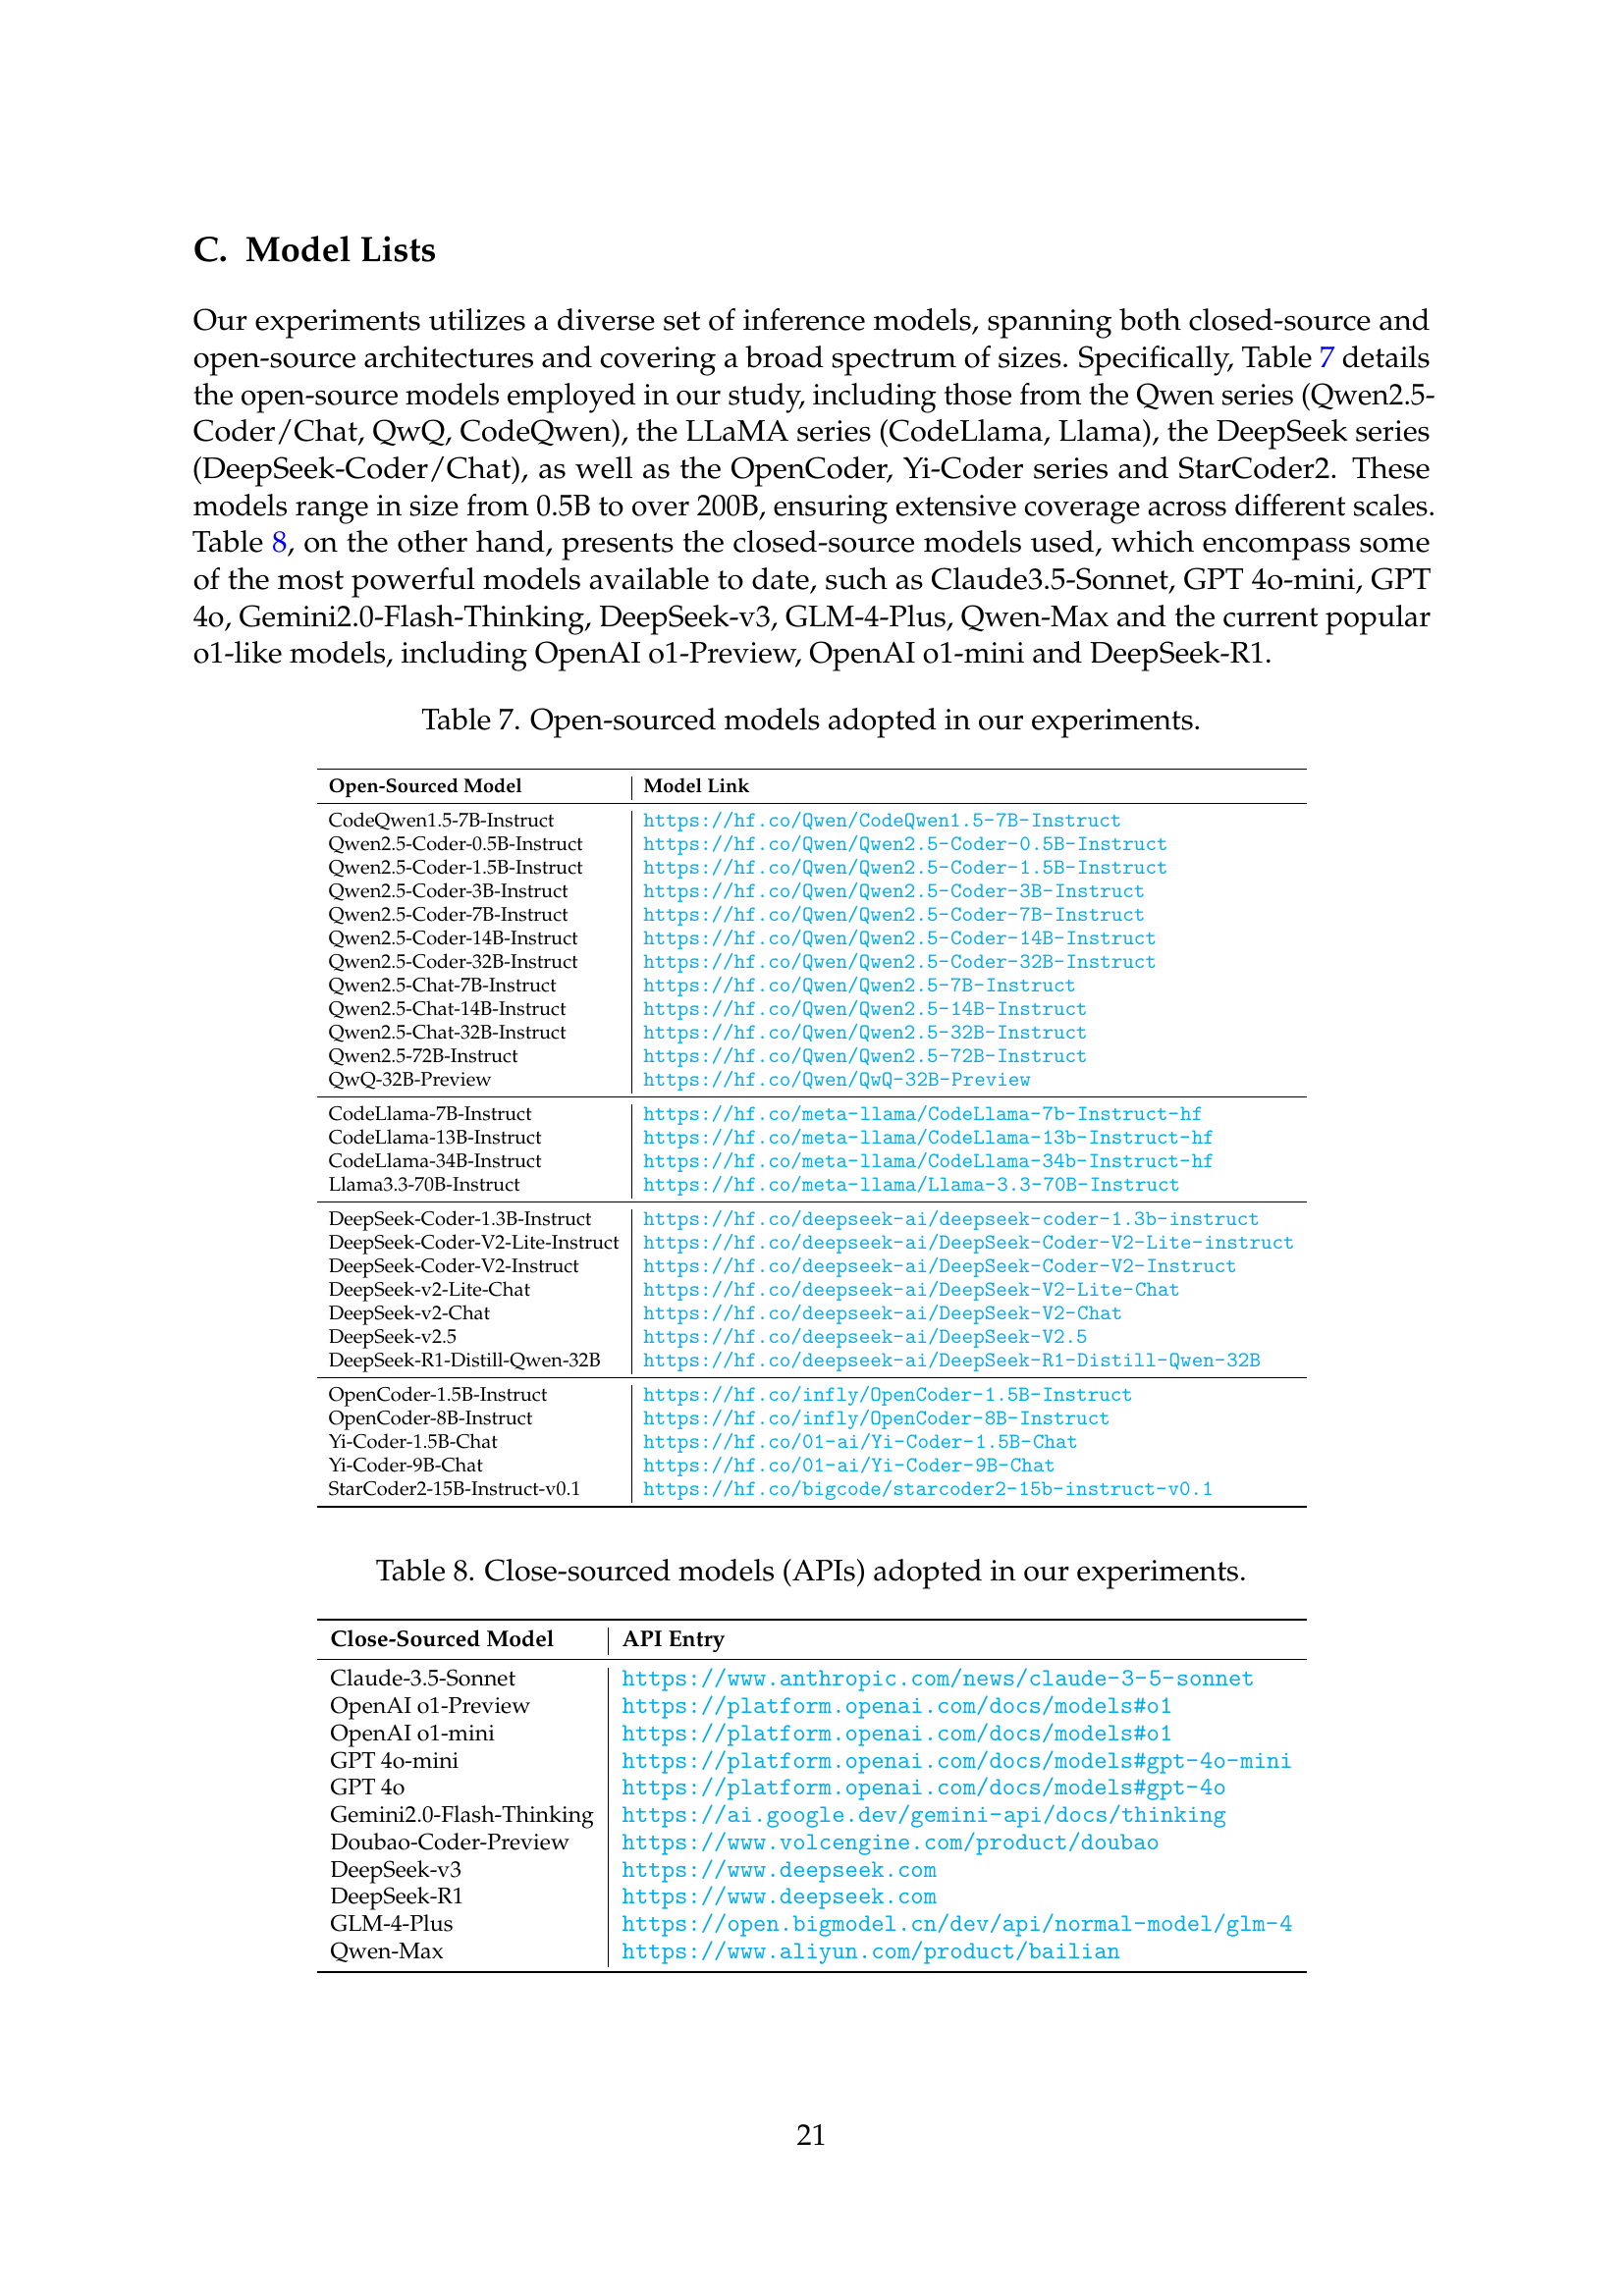 C. Model Lists
Our experiments utilizes a diverse set of inference models, spanning both closed-source and
open-source architectures and covering a broad spectrum of sizes. Specifically, Table 7 details
the open-source models employed in our study, including those from the Qwen series (Qwen2.5-
Coder/Chat, QwQ, CodeQwen), the LLaMA series (CodeLlama, Llama), the DeepSeek series
(DeepSeek-Coder/Chat), as well as the OpenCoder, Yi-Coder series and StarCoder2. These
models range in size from 0.5B to over 200B, ensuring extensive coverage across different scales.
Table 8, on the other hand, presents the closed-source models used, which encompass some
of the most powerful models available to date, such as Claude3.5-Sonnet, GPT 4o-mini, GPT
4o, Gemini2.0-Flash-Thinking, DeepSeek-v3, GLM-4-Plus, Qwen-Max and the current popular
o1-like models, including OpenAI o1-Preview, OpenAI o1-mini and DeepSeek-R1.
Table 7. Open-sourced models adopted in our experiments.
Open-Sourced Model Model Link
CodeQwen1.5-7B-Instruct https://hf.co/Qwen/CodeQwen1.5-7B-Instruct
Qwen2.5-Coder-0.5B-Instruct https://hf.co/Qwen/Qwen2.5-Coder-0.5B-Instruct
Qwen2.5-Coder-1.5B-Instruct https://hf.co/Qwen/Qwen2.5-Coder-1.5B-Instruct
Qwen2.5-Coder-3B-Instruct https://hf.co/Qwen/Qwen2.5-Coder-3B-Instruct
Qwen2.5-Coder-7B-Instruct https://hf.co/Qwen/Qwen2.5-Coder-7B-Instruct
Qwen2.5-Coder-14B-Instruct https://hf.co/Qwen/Qwen2.5-Coder-14B-Instruct
Qwen2.5-Coder-32B-Instruct https://hf.co/Qwen/Qwen2.5-Coder-32B-Instruct
Qwen2.5-Chat-7B-Instruct https://hf.co/Qwen/Qwen2.5-7B-Instruct
Qwen2.5-Chat-14B-Instruct https://hf.co/Qwen/Qwen2.5-14B-Instruct
Qwen2.5-Chat-32B-Instruct https://hf.co/Qwen/Qwen2.5-32B-Instruct
Qwen2.5-72B-Instruct https://hf.co/Qwen/Qwen2.5-72B-Instruct
QwQ-32B-Preview https://hf.co/Qwen/QwQ-32B-Preview
CodeLlama-7B-Instruct https://hf.co/meta-llama/CodeLlama-7b-Instruct-hf
CodeLlama-13B-Instruct https://hf.co/meta-llama/CodeLlama-13b-Instruct-hf
CodeLlama-34B-Instruct https://hf.co/meta-llama/CodeLlama-34b-Instruct-hf
Llama3.3-70B-Instruct https://hf.co/meta-llama/Llama-3.3-70B-Instruct
DeepSeek-Coder-1.3B-Instruct https://hf.co/deepseek-ai/deepseek-coder-1.3b-instruct
DeepSeek-Coder-V2-Lite-Instruct https://hf.co/deepseek-ai/DeepSeek-Coder-V2-Lite-instruct
DeepSeek-Coder-V2-Instruct https://hf.co/deepseek-ai/DeepSeek-Coder-V2-Instruct
DeepSeek-v2-Lite-Chat https://hf.co/deepseek-ai/DeepSeek-V2-Lite-Chat
DeepSeek-v2-Chat https://hf.co/deepseek-ai/DeepSeek-V2-Chat
DeepSeek-v2.5 https://hf.co/deepseek-ai/DeepSeek-V2.5
DeepSeek-R1-Distill-Qwen-32B https://hf.co/deepseek-ai/DeepSeek-R1-Distill-Qwen-32B
OpenCoder-1.5B-Instruct https://hf.co/infly/OpenCoder-1.5B-Instruct
OpenCoder-8B-Instruct https://hf.co/infly/OpenCoder-8B-Instruct
Yi-Coder-1.5B-Chat https://hf.co/01-ai/Yi-Coder-1.5B-Chat
Yi-Coder-9B-Chat https://hf.co/01-ai/Yi-Coder-9B-Chat
StarCoder2-15B-Instruct-v0.1 https://hf.co/bigcode/starcoder2-15b-instruct-v0.1
Table 8. Close-sourced models (APIs) adopted in our experiments.
Close-Sourced Model API Entry
Claude-3.5-Sonnet https://www.anthropic.com/news/claude-3-5-sonnet
OpenAI o1-Preview https://platform.openai.com/docs/models#o1
OpenAI o1-mini https://platform.openai.com/docs/models#o1
GPT 4o-mini https://platform.openai.com/docs/models#gpt-4o-mini
GPT 4o https://platform.openai.com/docs/models#gpt-4o
Gemini2.0-Flash-Thinking https://ai.google.dev/gemini-api/docs/thinking
Doubao-Coder-Preview https://www.volcengine.com/product/doubao
DeepSeek-v3 https://www.deepseek.com
DeepSeek-R1 https://www.deepseek.com
GLM-4-Plus https://open.bigmodel.cn/dev/api/normal-model/glm-4
Qwen-Max https://www.aliyun.com/product/bailian
21